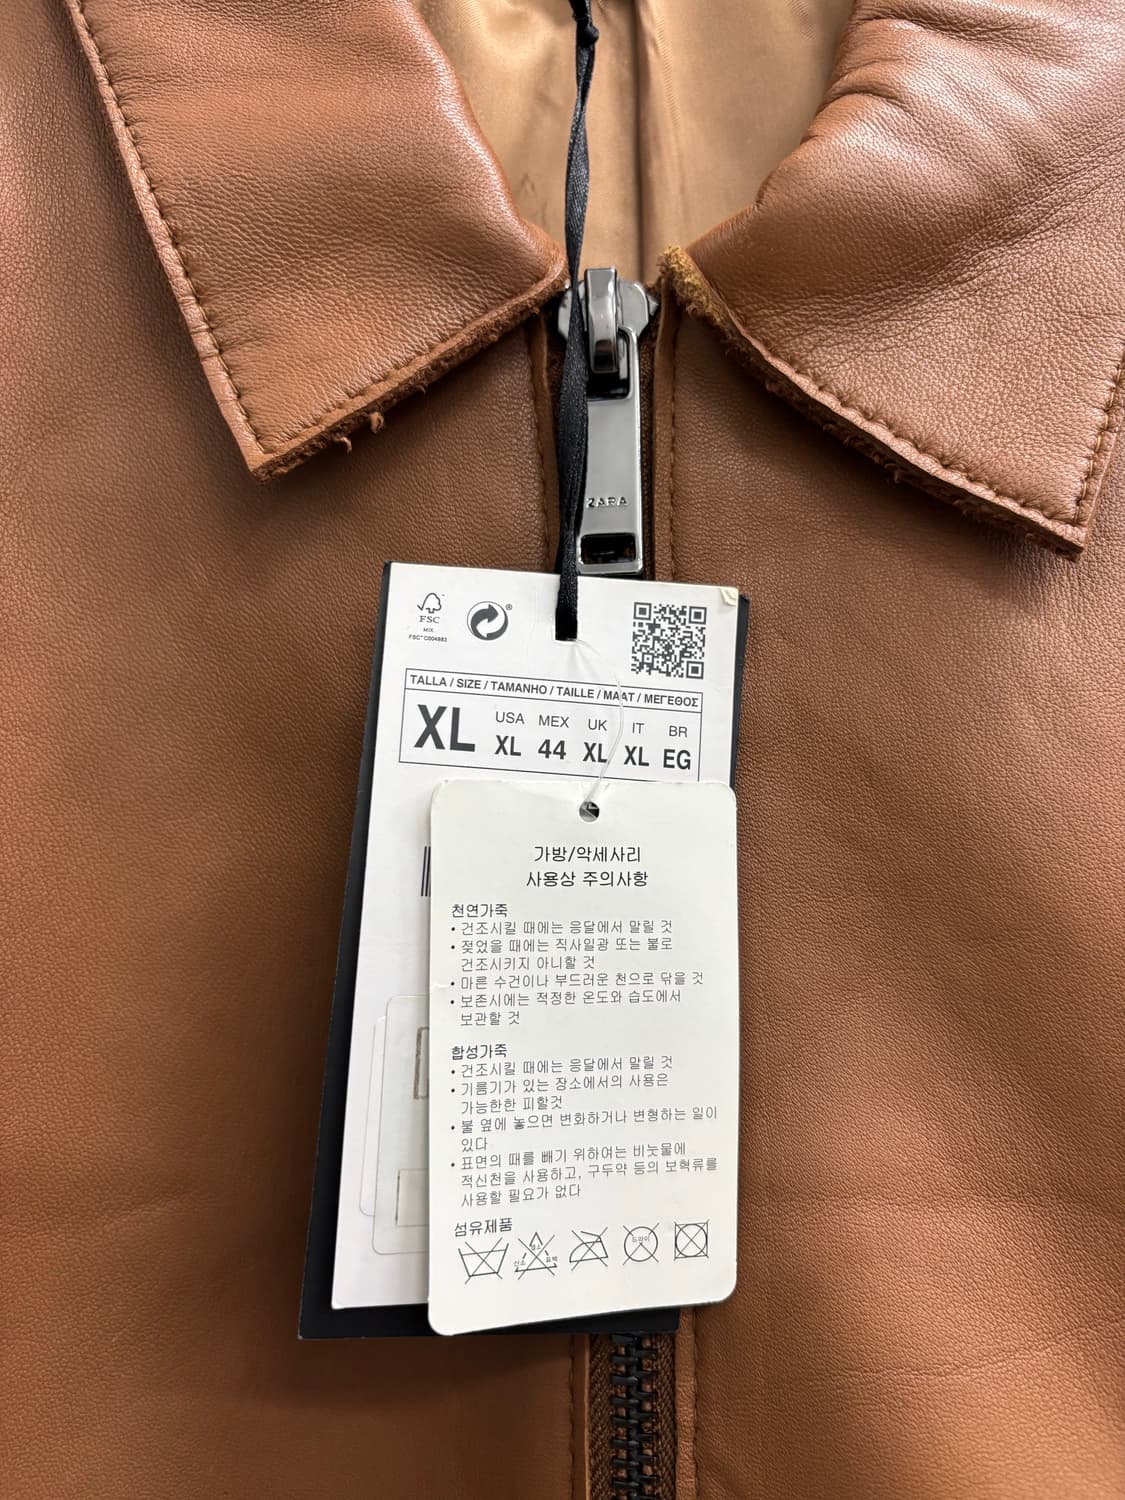 ZARA
FSC
MIX
FSC™ C004883
®
TALLA / SIZE / TAMANHO / TAILLE / MAAT / ΜΕΓΕΘΟΣ
XL USA XL MEX 44 UK XL IT XL BR EG
가방/악세사리
사용상 주의사항
천연가죽
• 건조시킬 때에는 응달에서 말릴 것
• 젖었을 때에는 직사일광 또는 불로
건조시키지 아니할 것
• 마른 수건이나 부드러운 천으로 닦을 것
• 보존시에는 적정한 온도와 습도에서
보관할 것
합성가죽
• 건조시킬 때에는 응달에서 말릴 것
• 기름기가 있는 장소에서의 사용은
가능한한 피할것
• 불 옆에 놓으면 변화하거나 변형하는 일이
있다
• 표면의 때를 빼기 위하여는 비눗물에
적신천을 사용하고, 구두약 등의 보혁류를
사용할 필요가 없다
섬유제품
염소
산소 표백
드라이